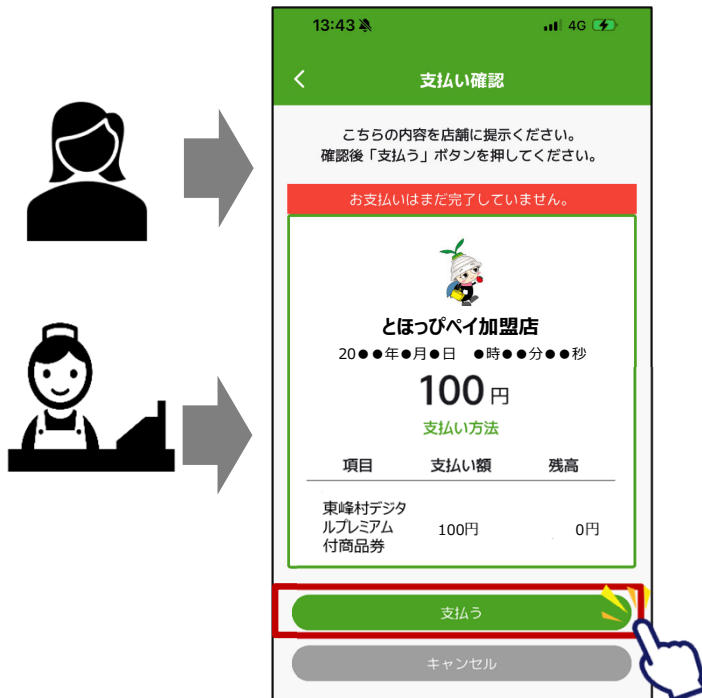 13:43
4G
支払い確認
こちらの内容を店舗に提示ください。
確認後「支払う」ボタンを押してください。
お支払いはまだ完了していません。
とほっぴペイ加盟店
20●●年●月●日 ●時●●分●●秒
100円
支払い方法
項目 支払い額 残高
東峰村デジタ
ルプレミアム
付商品券
100円 0円
支払う
キャンセル